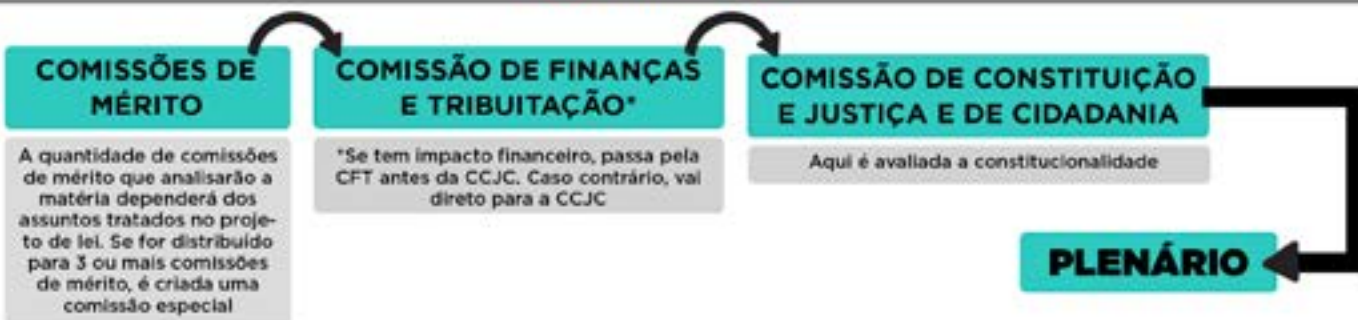 COMISSÕES DE
MÉRITO
A quantidade de comissões
de mérito que analisarão a
matéria dependerá dos
assuntos tratados no proje-
to de lei. Se for distribuído
para 3 ou mais comissões
de mérito, é criada uma
comissão especial
COMISSÃO DE FINANÇAS
E TRIBUITAÇÃO*
*Se tem impacto financeiro, passa pela
CFT antes da CCJC. Caso contrário, vai
direto para a CCJC
COMISSÃO DE CONSTITUIÇÃO
E JUSTIÇA E DE CIDADANIA
Aqui é avaliada a constitucionalidade
PLENÁRIO